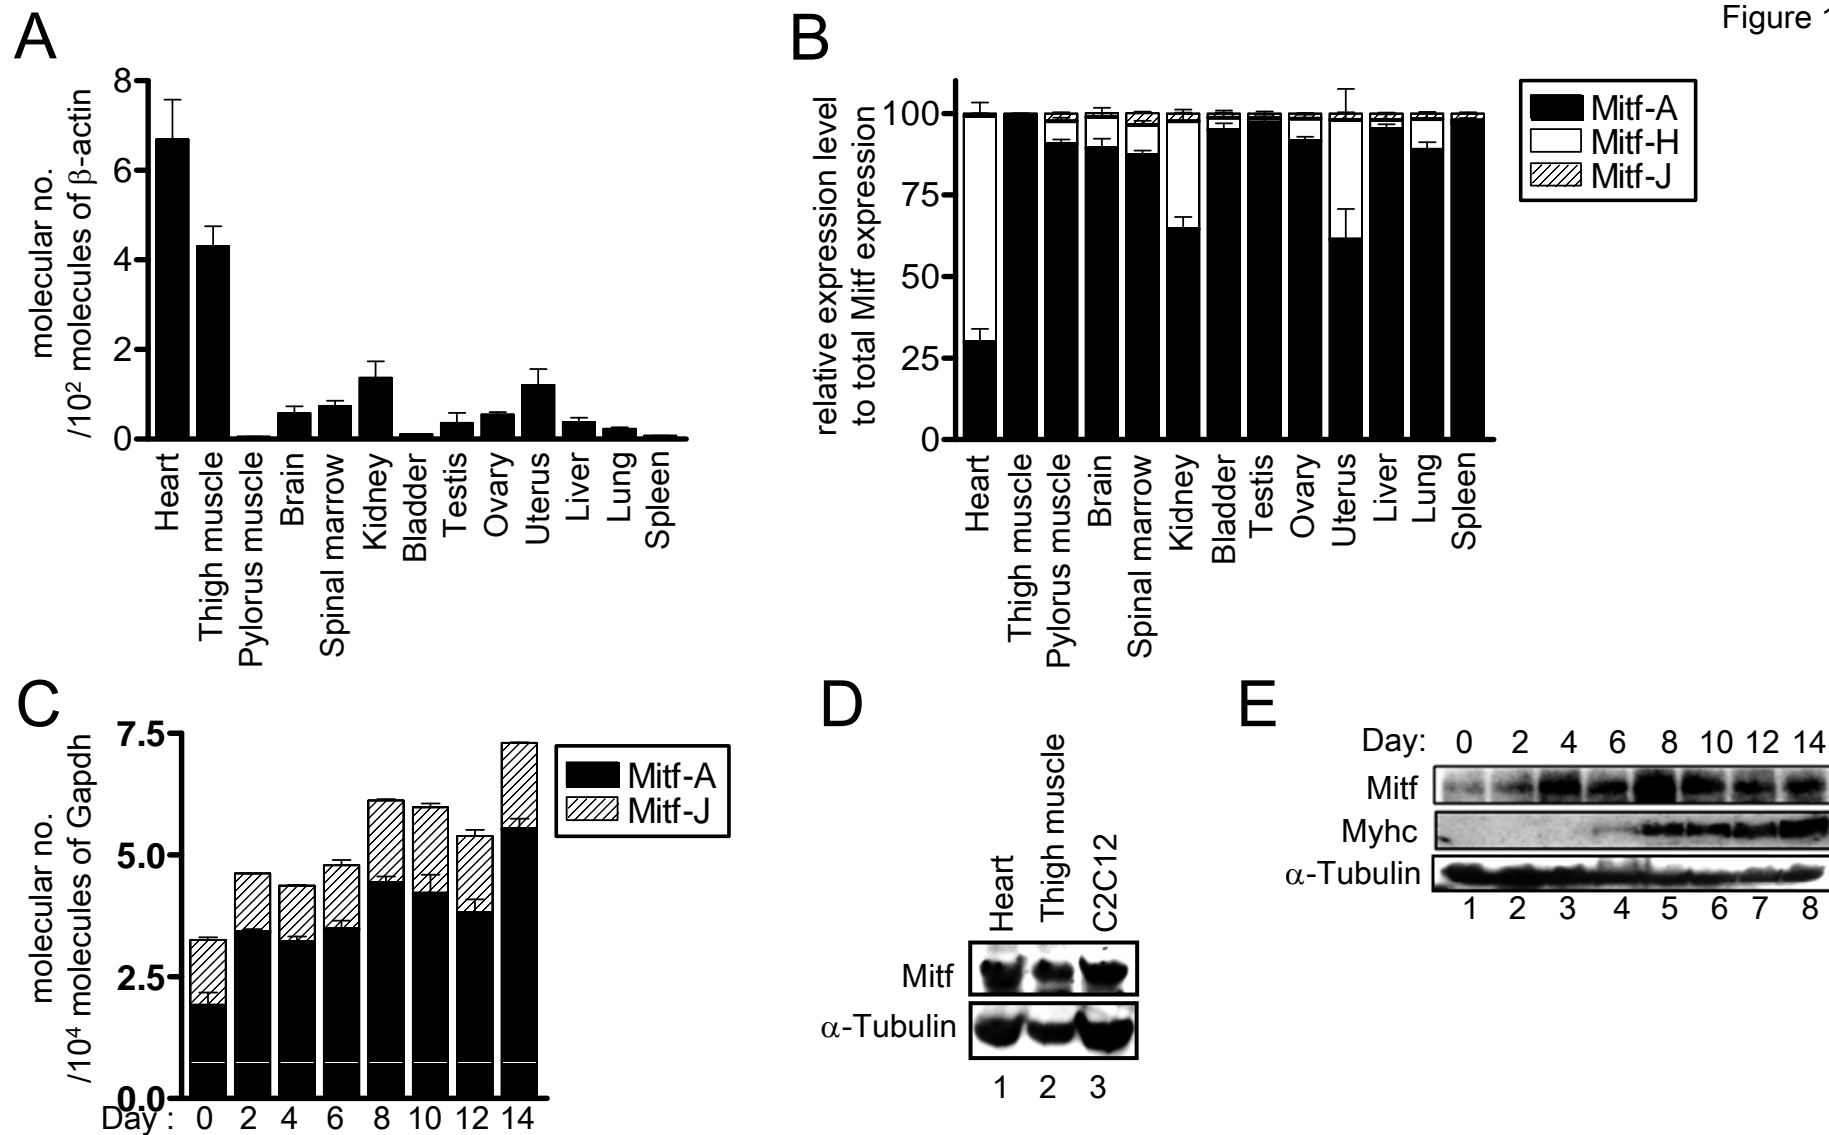 Figure 1
A
molecular no.
/10² molecules of β-actin
8
6
4
2
0
Heart
Thigh muscle
Pylorus muscle
Brain
Spinal marrow
Kidney
Bladder
Testis
Ovary
Uterus
Liver
Lung
Spleen
B
relative expression level
to total Mitf expression
100
75
50
25
0
Heart
Thigh muscle
Pylorus muscle
Brain
Spinal marrow
Kidney
Bladder
Testis
Ovary
Uterus
Liver
Lung
Spleen
Mitf-A
Mitf-H
Mitf-J
C
molecular no.
/10⁴ molecules of Gapdh
7.5
5.0
2.5
0.0
Day : 0 2 4 6 8 10 12 14
Mitf-A
Mitf-J
D
Heart
Thigh muscle
C2C12
Mitf
α-Tubulin
1 2 3
E
Day: 0 2 4 6 8 10 12 14
Mitf
Myhc
α-Tubulin
1 2 3 4 5 6 7 8